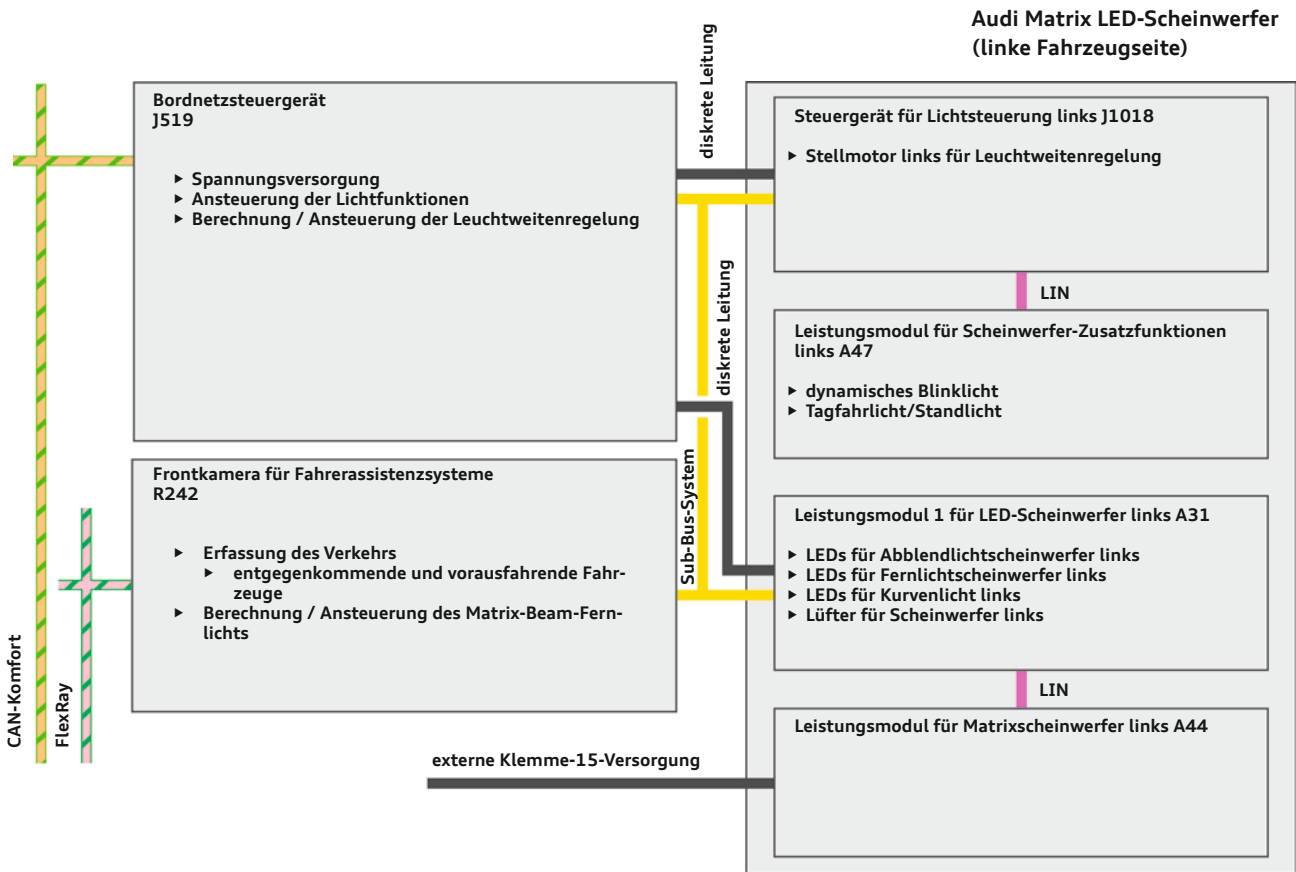 Audi Matrix LED-Scheinwerfer
(linke Fahrzeugseite)
Bordnetzsteuergerät
J519
▸ Spannungsversorgung
▸ Ansteuerung der Lichtfunktionen
▸ Berechnung / Ansteuerung der Leuchtweitenregelung
diskrete Leitung
Steuergerät für Lichtsteuerung links J1018
▸ Stellmotor links für Leuchtweitenregelung
LIN
diskrete Leitung
Leistungsmodul für Scheinwerfer-Zusatzfunktionen
links A47
▸ dynamisches Blinklicht
▸ Tagfahrlicht/Standlicht
Frontkamera für Fahrerassistenzsysteme
R242
▸ Erfassung des Verkehrs
▸ entgegenkommende und vorausfahrende Fahr-
zeuge
▸ Berechnung / Ansteuerung des Matrix-Beam-Fern-
lichts
Sub-Bus-System
Leistungsmodul 1 für LED-Scheinwerfer links A31
▸ LEDs für Abblendlichtscheinwerfer links
▸ LEDs für Fernlichtscheinwerfer links
▸ LEDs für Kurvenlicht links
▸ Lüfter für Scheinwerfer links
LIN
CAN-Komfort
FlexRay
Leistungsmodul für Matrixscheinwerfer links A44
externe Klemme-15-Versorgung